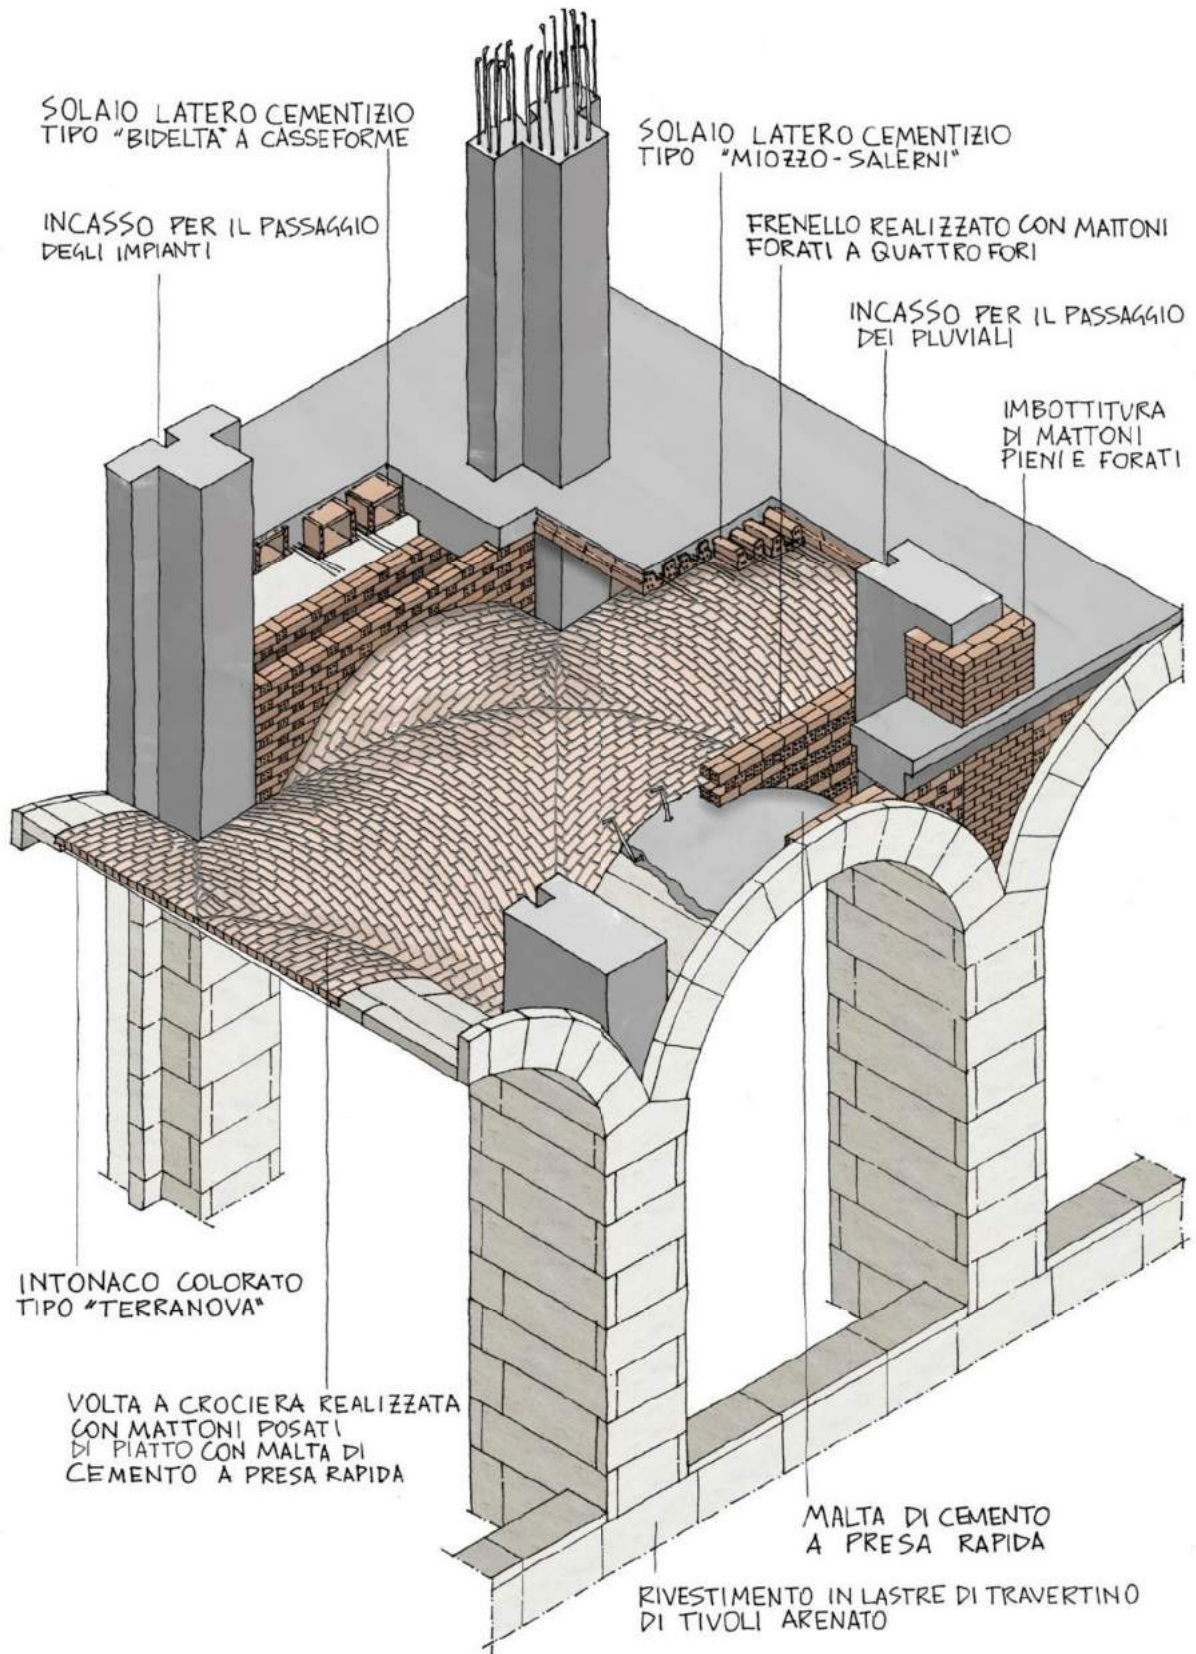 SOLAIO LATERO CEMENTIZIO
TIPO "BIDELTA" A CASSEFORME
INCASSO PER IL PASSAGGIO
DEGLI IMPIANTI
SOLAIO LATERO CEMENTIZIO
TIPO "MIOZZO-SALERNI"
FRENELLO REALIZZATO CON MATTONI
FORATI A QUATTRO FORI
INCASSO PER IL PASSAGGIO
DEI PLUVIALI
IMBOTTITURA
DI MATTONI
PIENI E FORATI
INTONACO COLORATO
TIPO "TERRANOVA"
VOLTA A CROCIERA REALIZZATA
CON MATTONI POSATI
DI PIATTO CON MALTA DI
CEMENTO A PRESA RAPIDA
MALTA DI CEMENTO
A PRESA RAPIDA
RIVESTIMENTO IN LASTRE DI TRAVERTINO
DI TIVOLI ARENATO